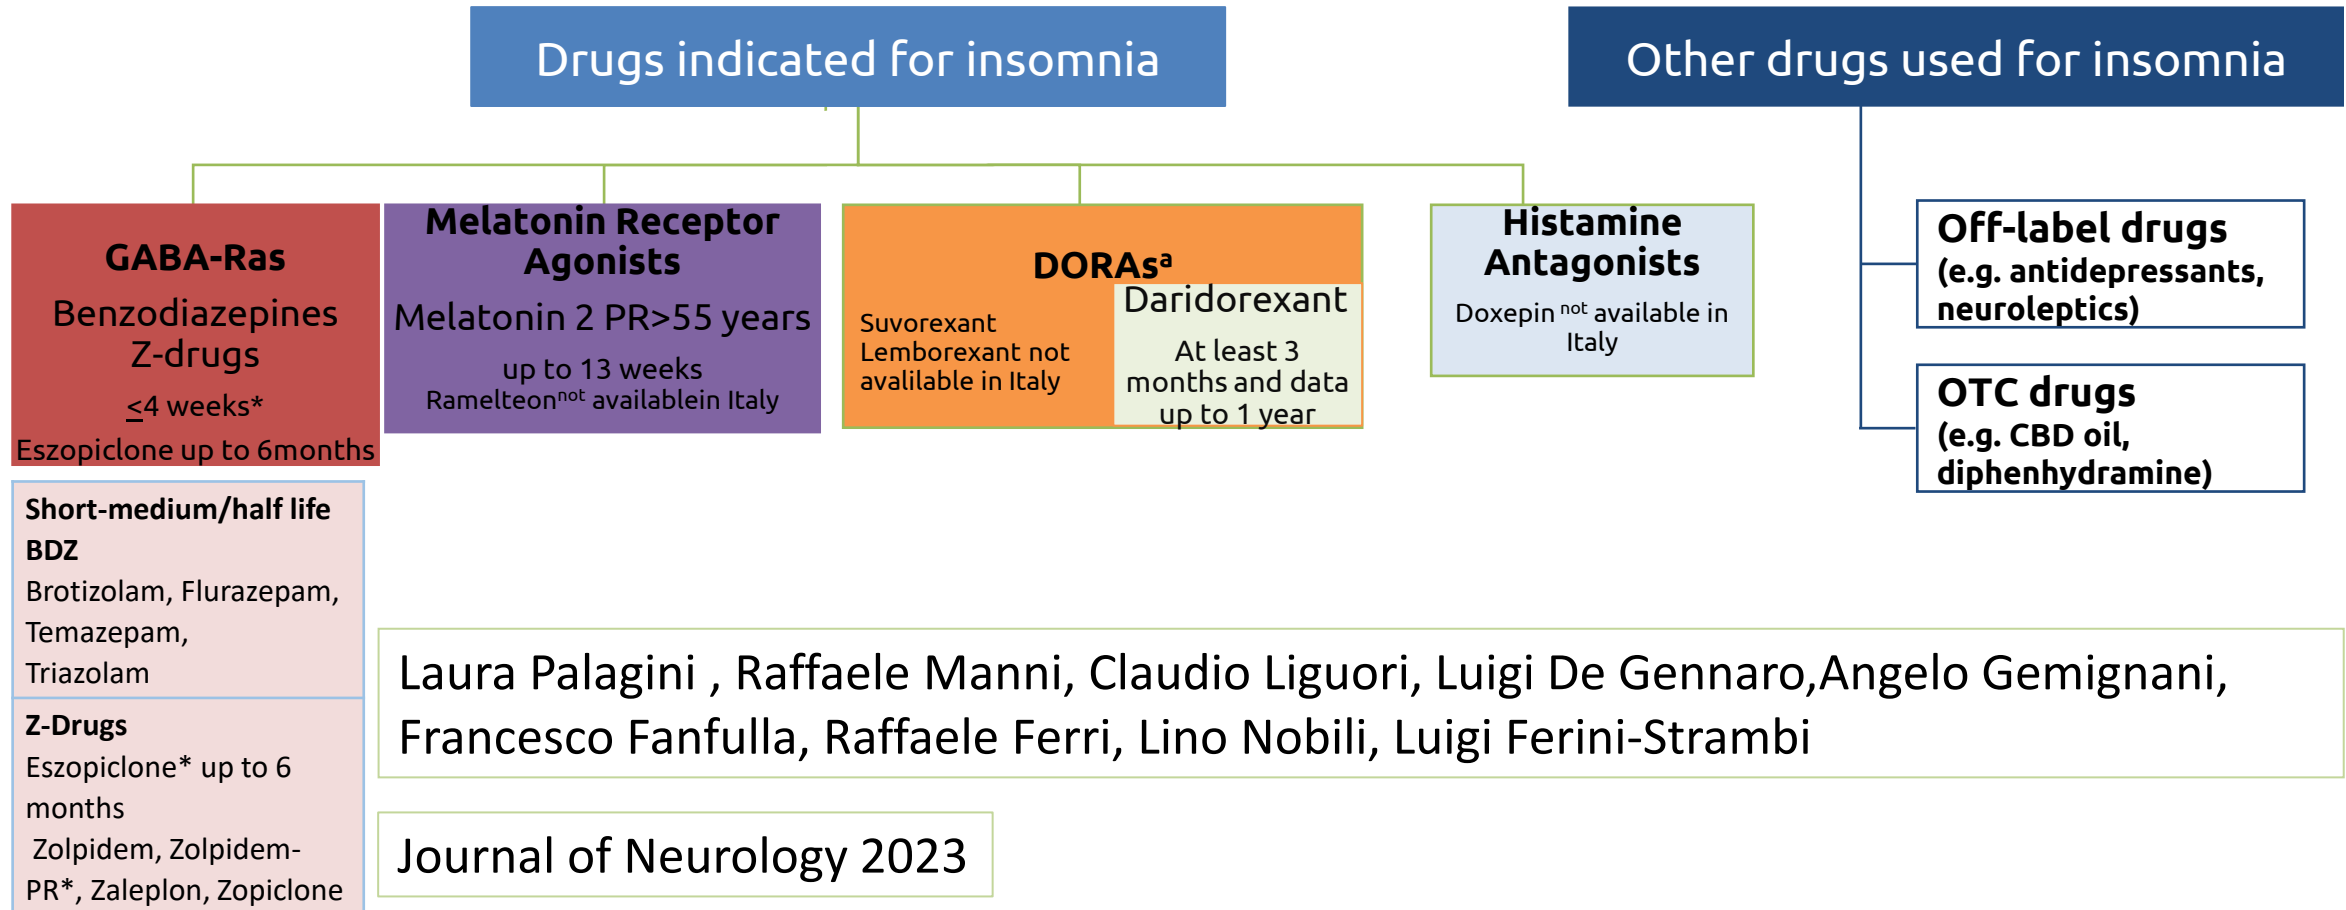 Drugs indicated for insomnia
Other drugs used for insomnia
GABA-Ras
Benzodiazepines
Z-drugs
<4 weeks*
Eszopiclone up to 6months
Melatonin Receptor
Agonists
Melatonin 2 PR>55 years
up to 13 weeks
Ramelteonnot availablein Italy
DORAsa
Suvorexant
Lemborexant not
avalilable in Italy
Daridorexant
At least 3
months and data
up to 1 year
Histamine
Antagonists
Doxepin not available in
Italy
Off-label drugs
(e.g. antidepressants,
neuroleptics)
OTC drugs
(e.g. CBD oil,
diphenhydramine)
Short-medium/half life
BDZ
Brotizolam, Flurazepam,
Temazepam,
Triazolam
Z-Drugs
Eszopiclone* up to 6
months
Zolpidem, Zolpidem-
PR*, Zaleplon, Zopiclone
Laura Palagini , Raffaele Manni, Claudio Liguori, Luigi De Gennaro,Angelo Gemignani,
Francesco Fanfulla, Raffaele Ferri, Lino Nobili, Luigi Ferini-Strambi
Journal of Neurology 2023